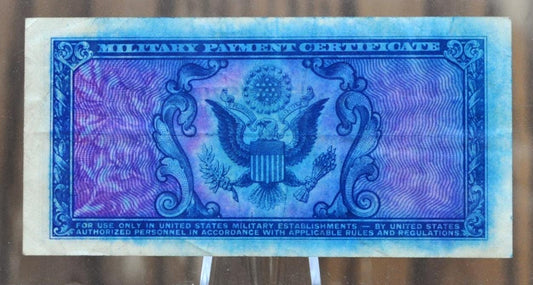 MILITARY PAYMENT CERTIFICATE
FOR USE ONLY IN UNITED STATES MILITARY ESTABLISHMENTS — BY UNITED STATES
AUTHORIZED PERSONNEL IN ACCORDANCE WITH APPLICABLE RULES AND REGULATIONS.